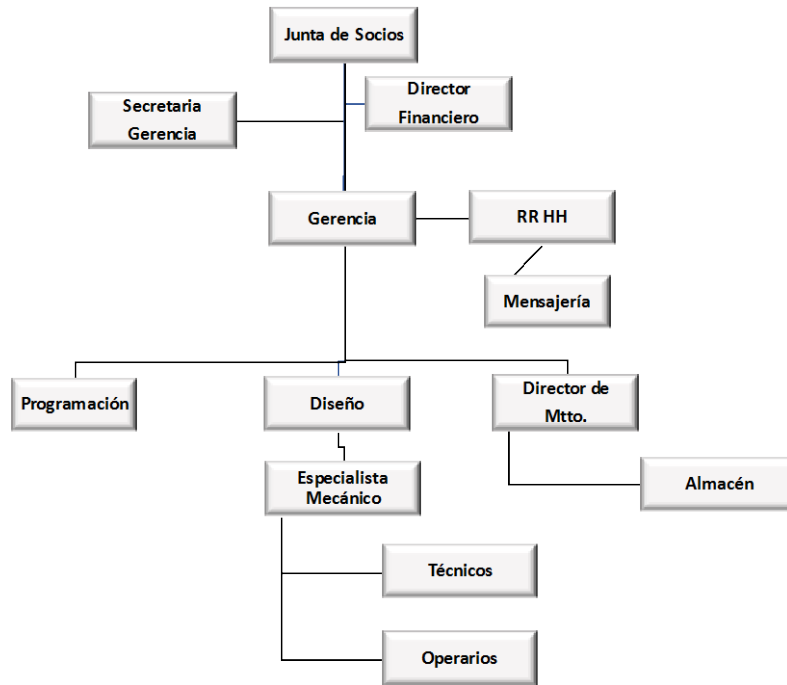 Junta de Socios
Director
Financiero
Secretaria
Gerencia
Gerencia
RR HH
Mensajería
Programación
Diseño
Director de
Mtto.
Especialista
Mecánico
Almacén
Técnicos
Operarios